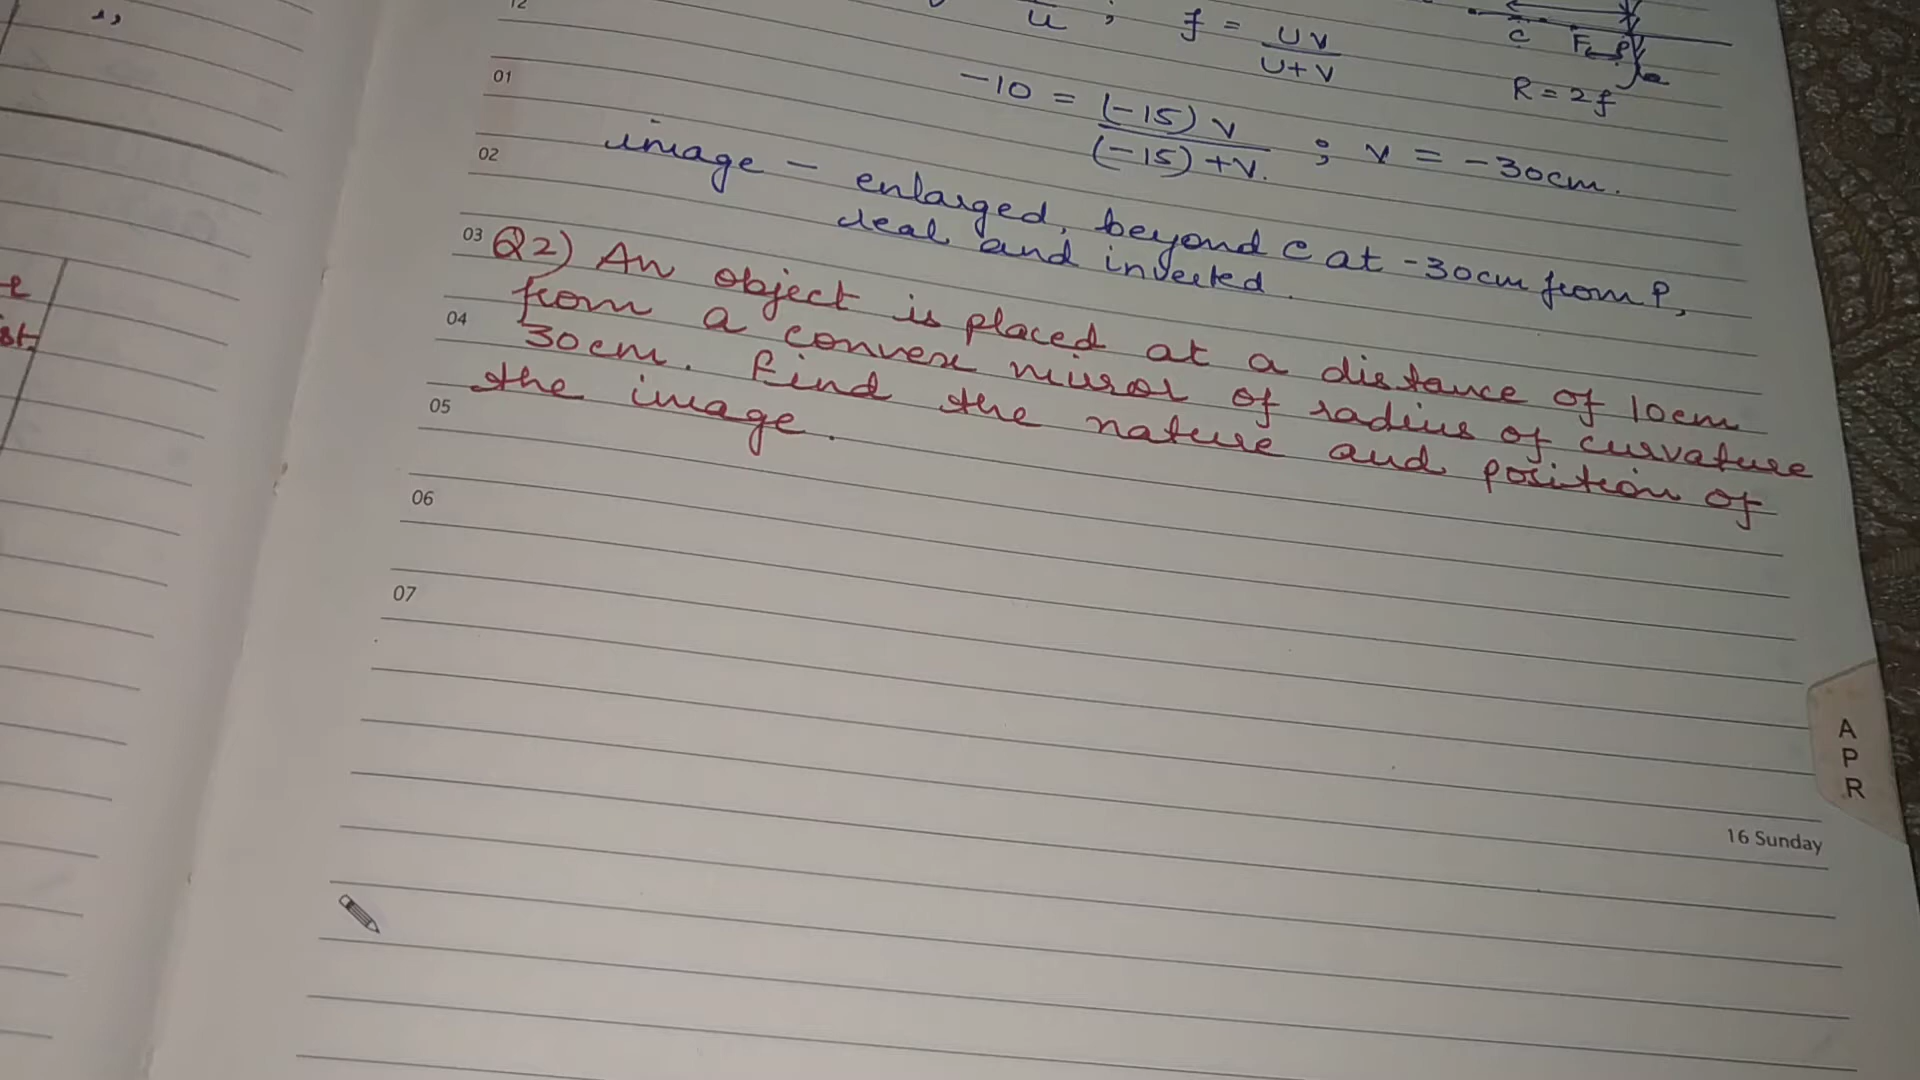 12
u ; f = UV / U+V
C F P
R = 2f
01
-10 = (-15) v / (-15) + v. ; v = -30cm.
02
image - enlarged, beyond C at -30cm from P,
real and inverted.
03
Q2) An object is placed at a distance of 10cm
from a convex mirror of radius of curvature
04
30cm. Find the nature and position of
the image.
05
06
07
A
P
R
16 Sunday